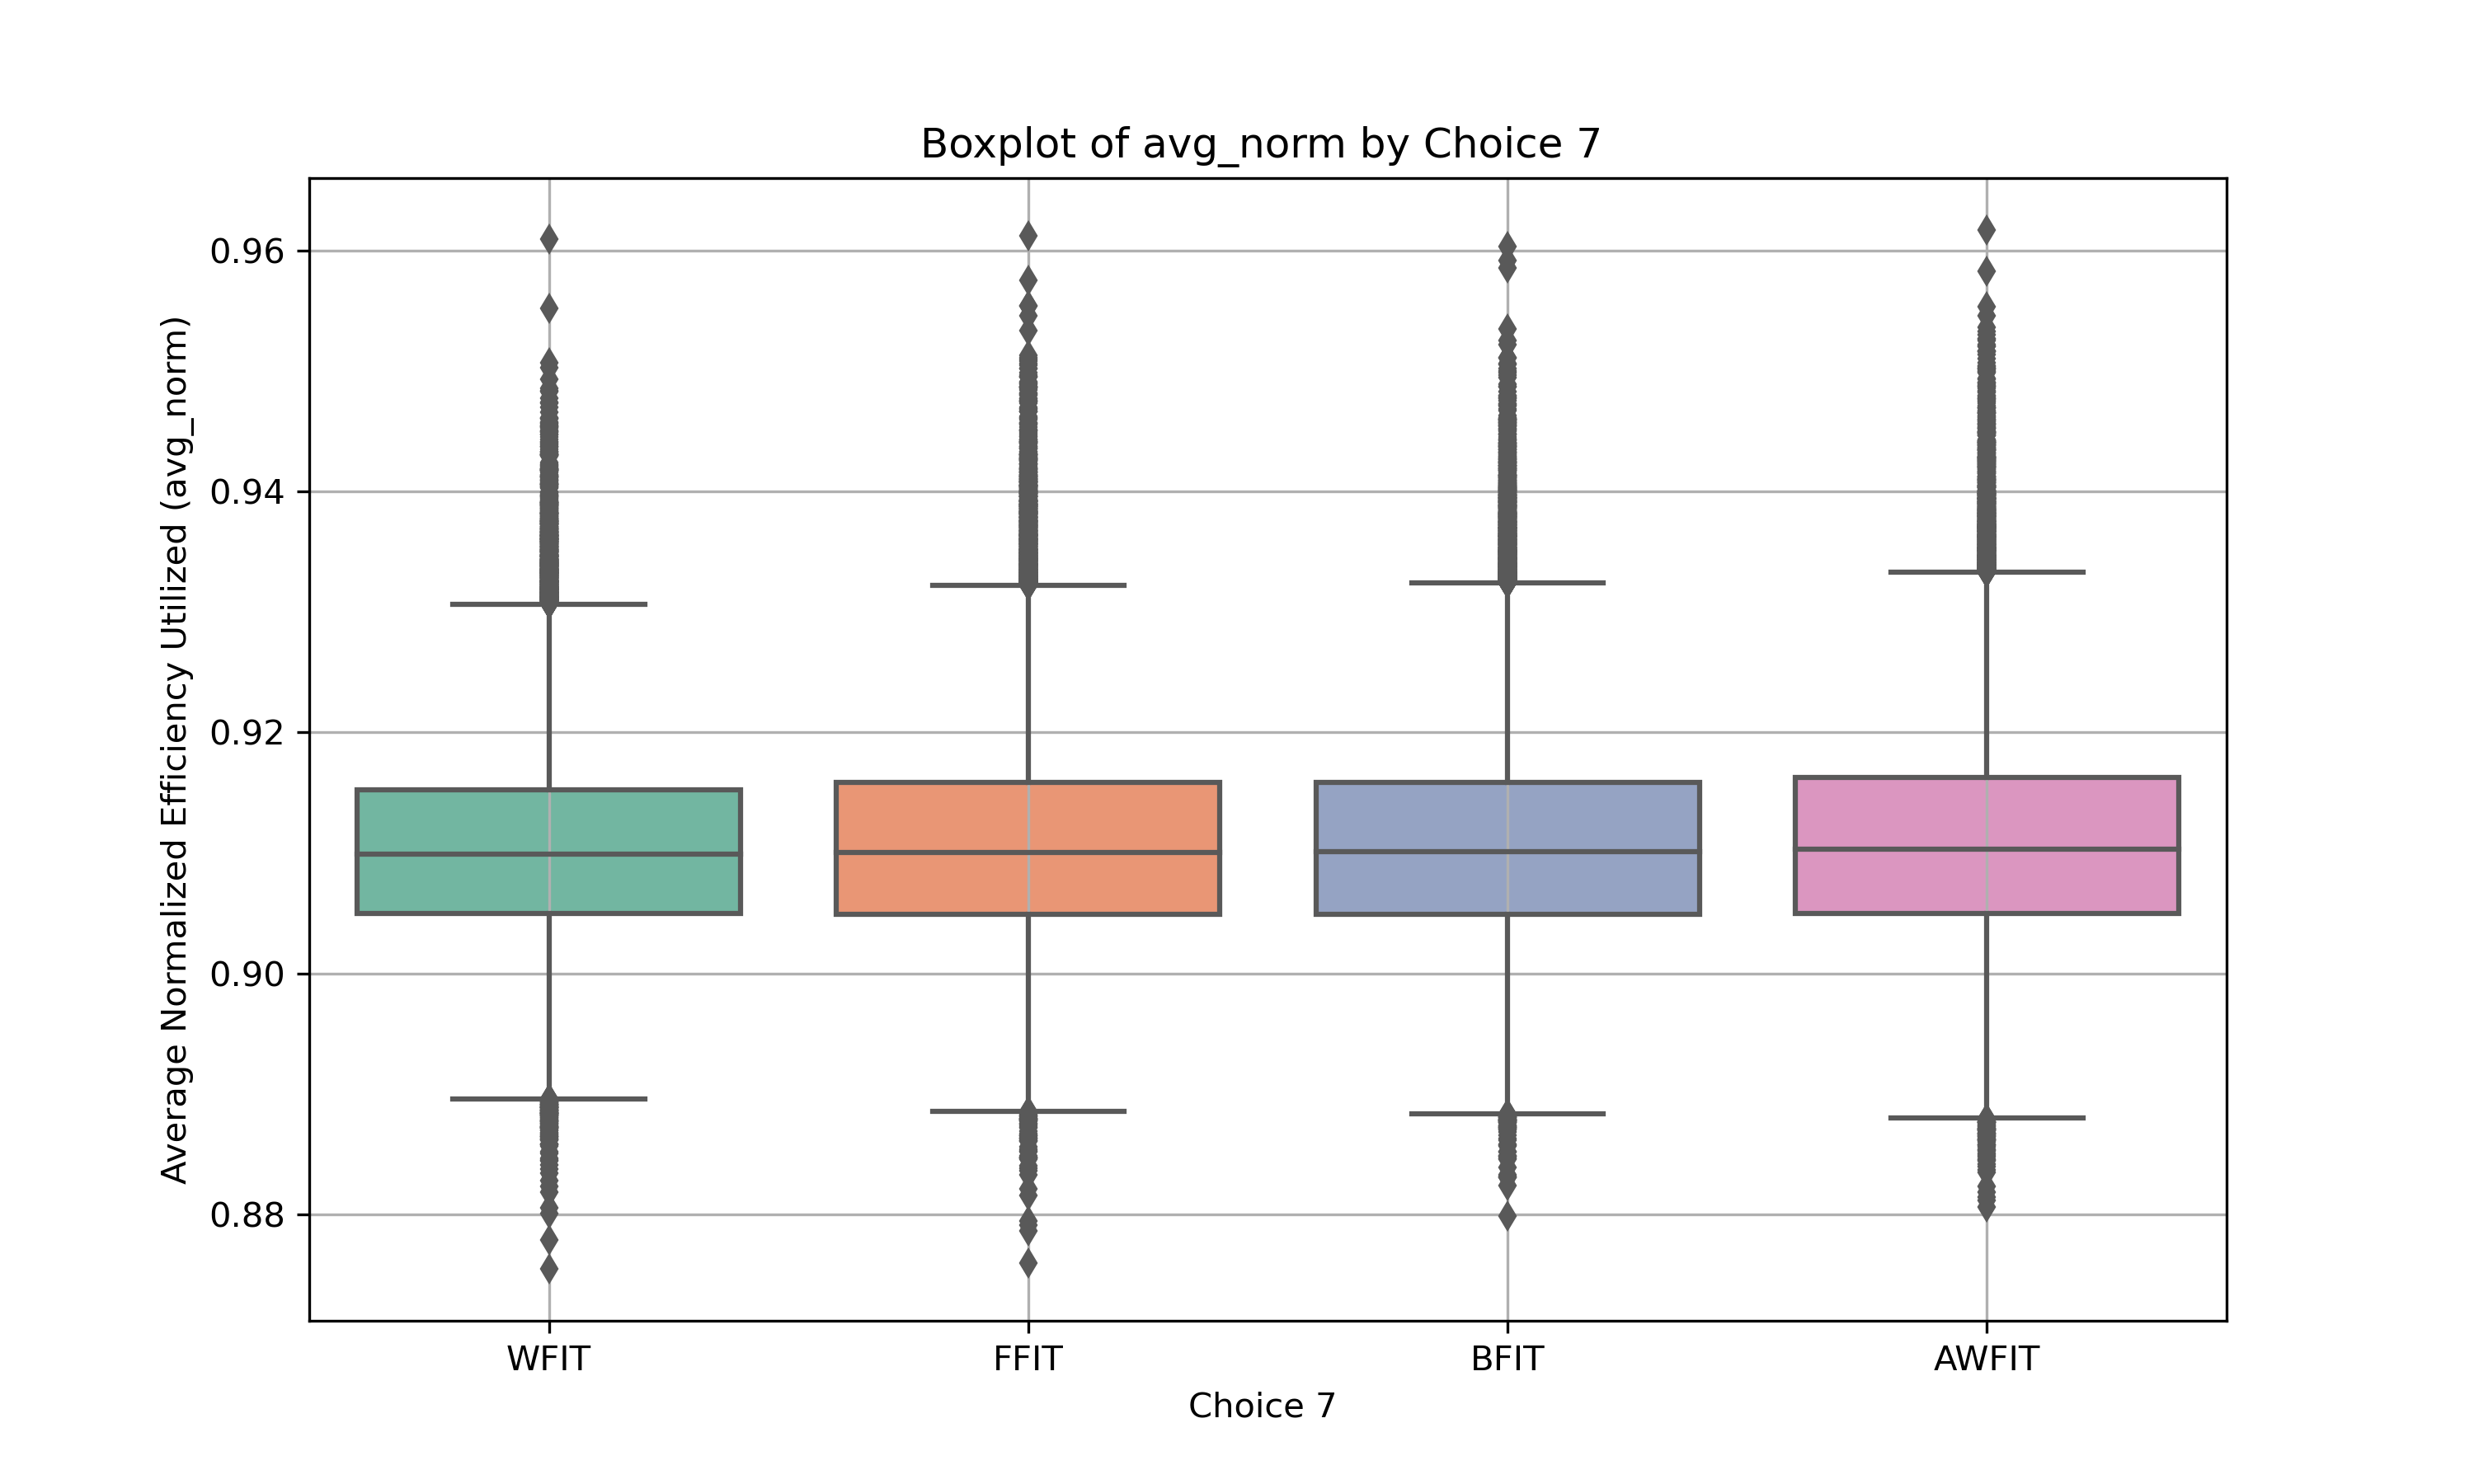 Boxplot of avg_norm by Choice 7
Average Normalized Efficiency Utilized (avg_norm)
0.96
0.94
0.92
0.90
0.88
WFIT FFIT BFIT AWFIT
Choice 7